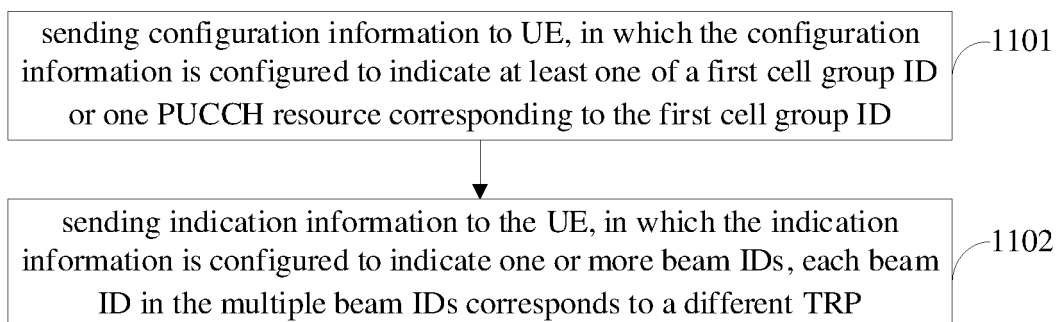 sending configuration information to UE, in which the configuration
information is configured to indicate at least one of a first cell group ID
or one PUCCH resource corresponding to the first cell group ID
1101
sending indication information to the UE, in which the indication
information is configured to indicate one or more beam IDs, each beam
ID in the multiple beam IDs corresponds to a different TRP
1102